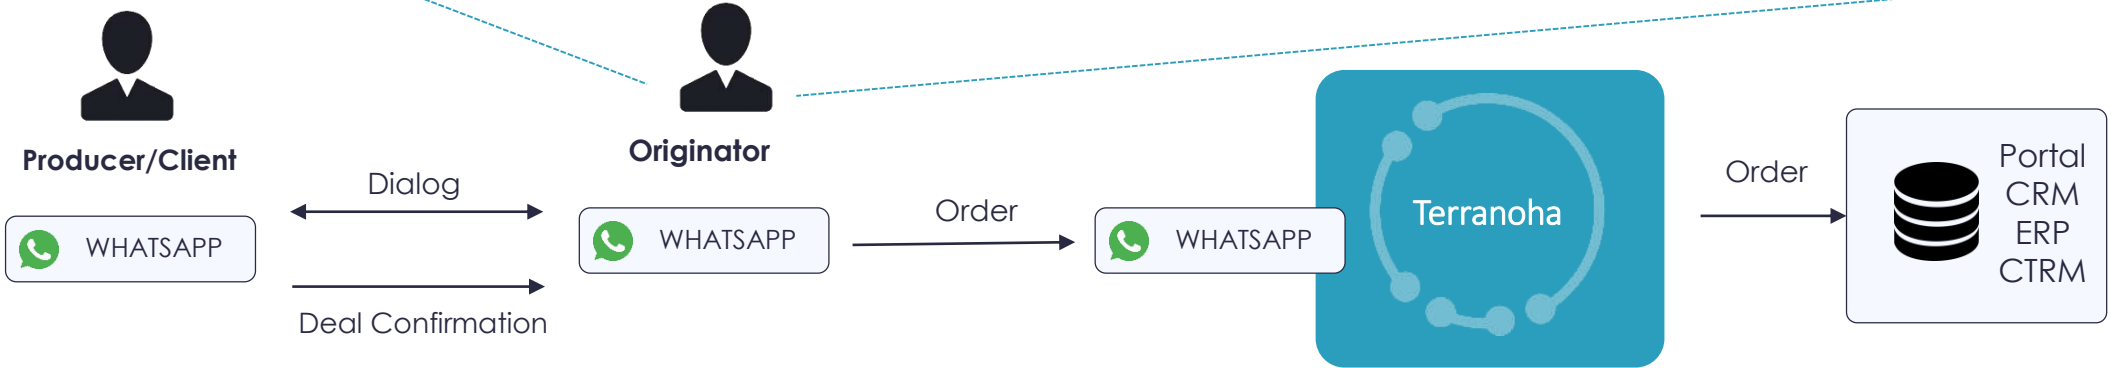 Producer/Client
WHATSAPP
Dialog
Deal Confirmation
Originator
WHATSAPP
Order
WHATSAPP
Terranoha
Order
Portal
CRM
ERP
CTRM